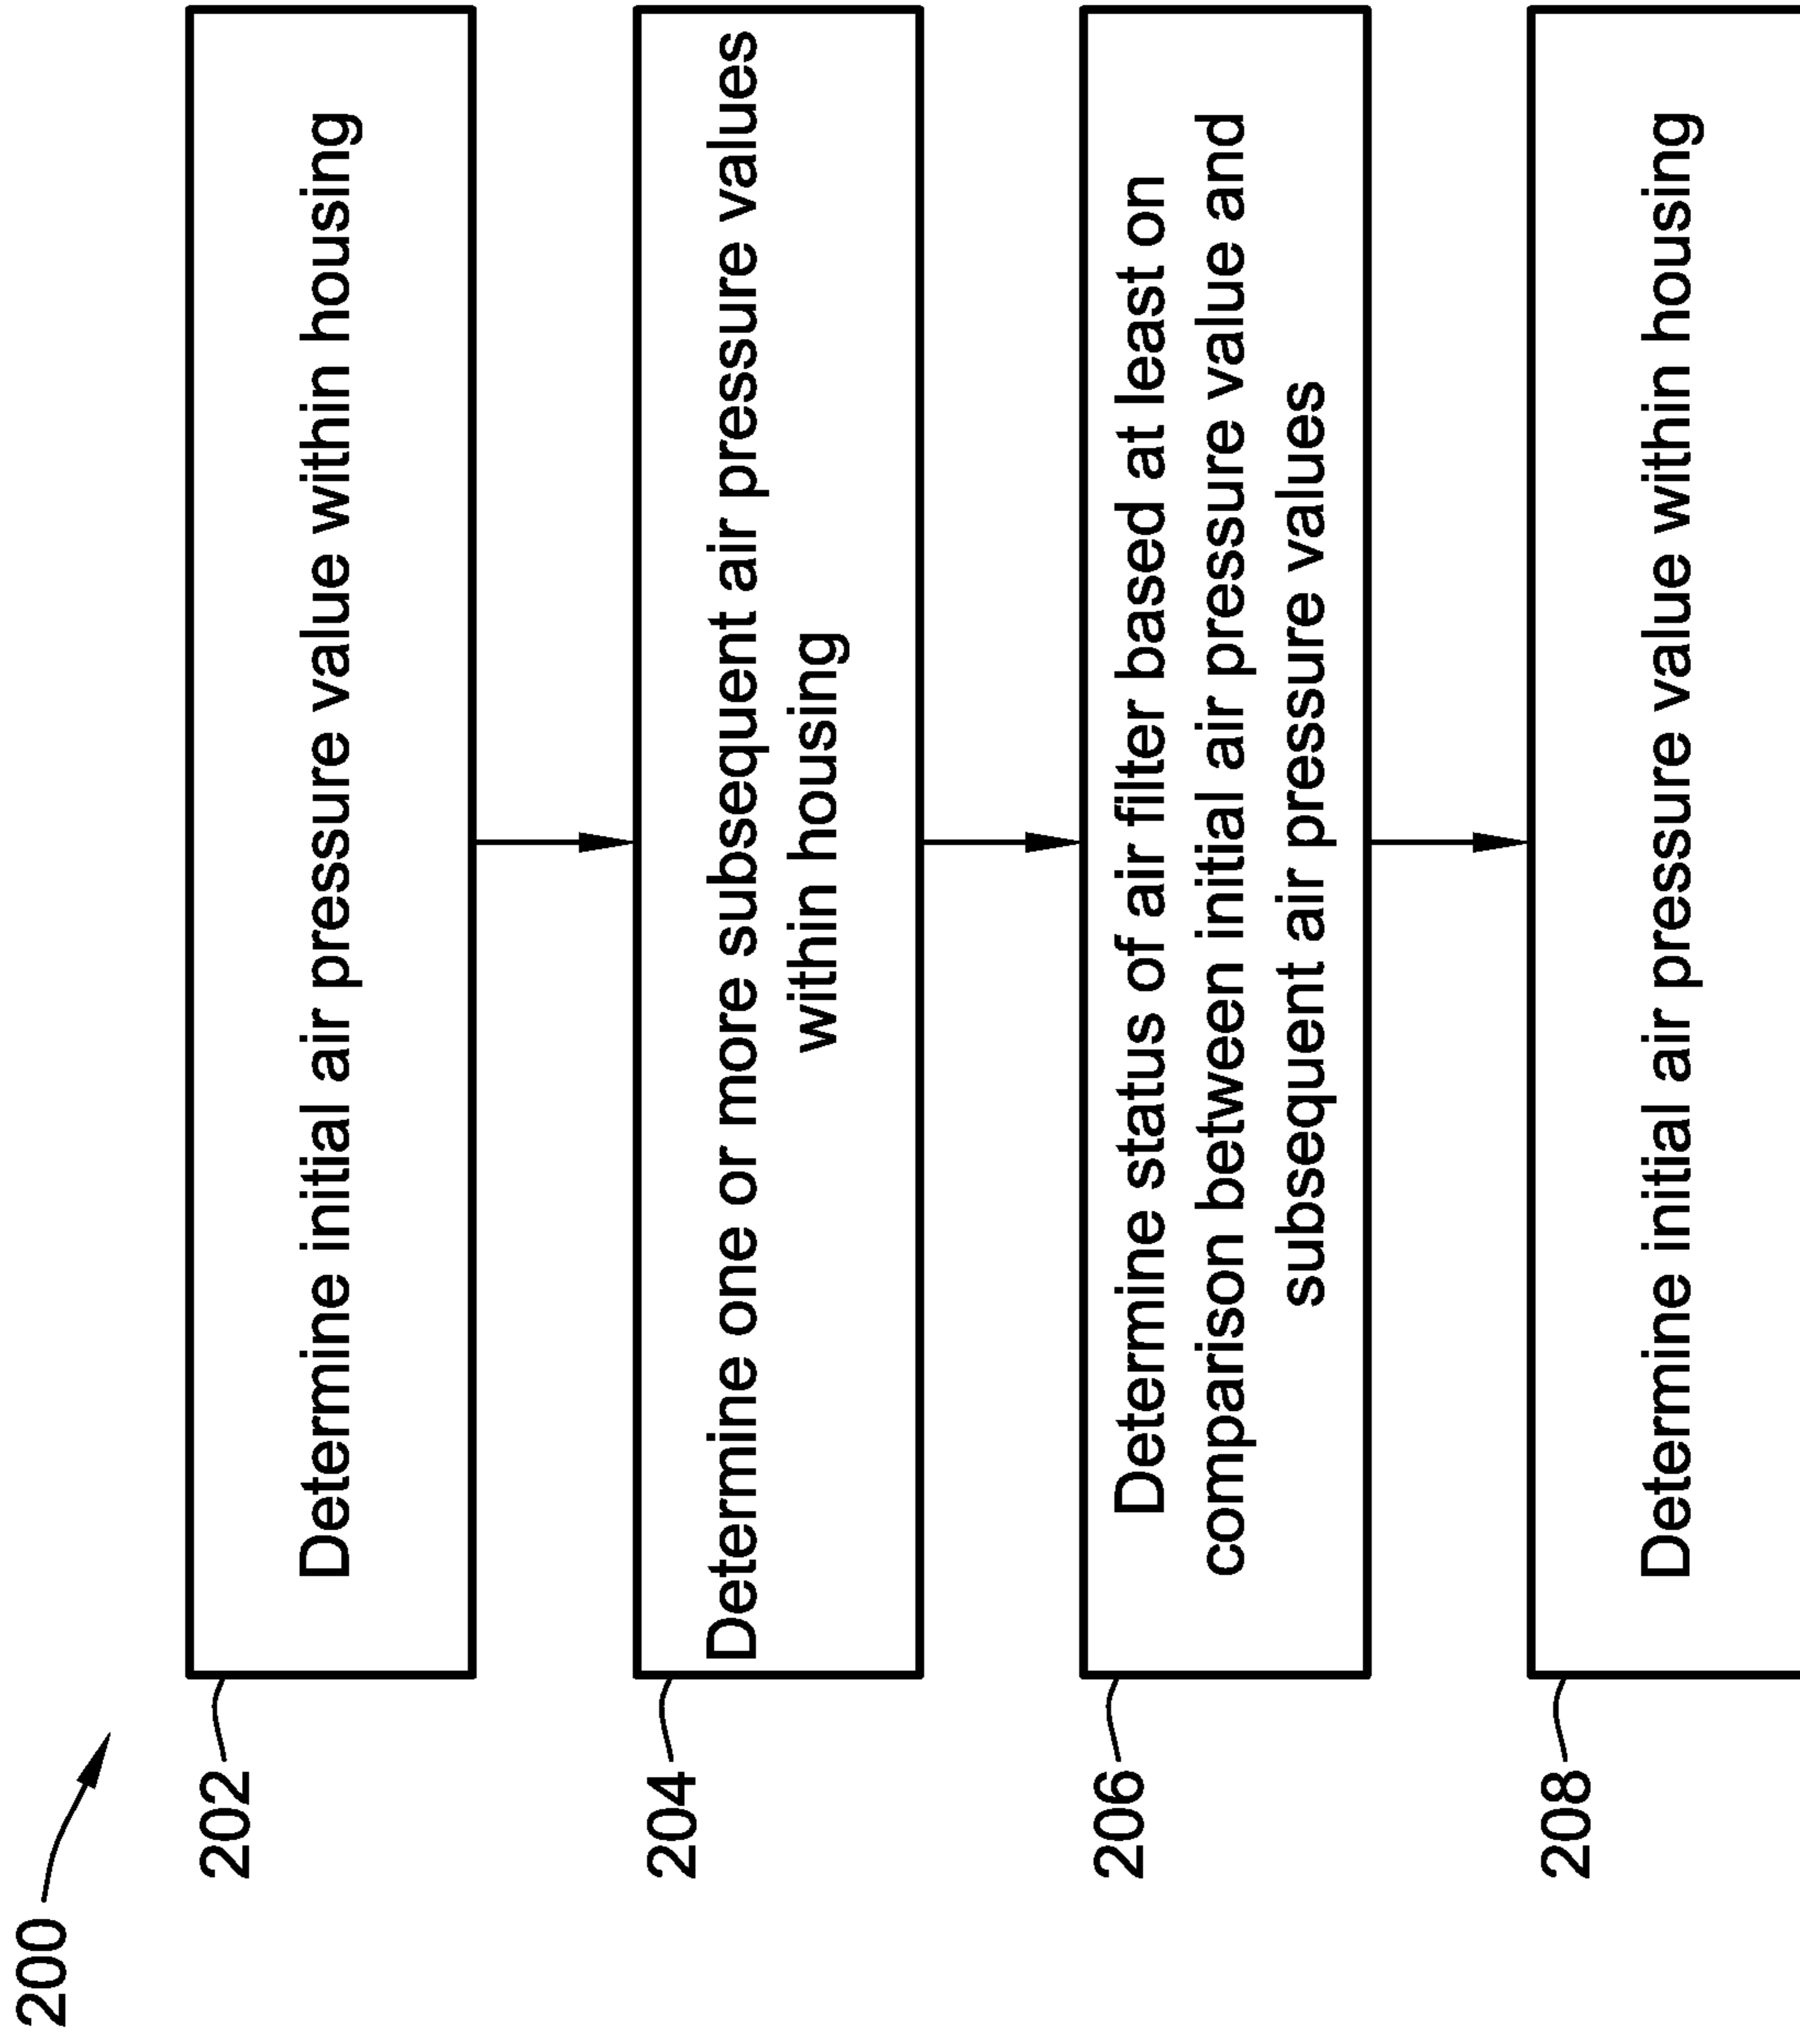 200
202
Determine initial air pressure value within housing
204
Determine one or more subsequent air pressure values
within housing
206
Determine status of air filter based at least on
comparison between initial air pressure value and
subsequent air pressure values
208
Determine initial air pressure value within housing